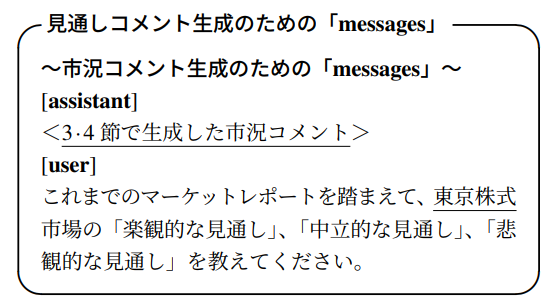 見通しコメント生成のための「messages」
～市況コメント生成のための「messages」～
[assistant]
＜3·4 節で生成した市況コメント＞
[user]
これまでのマーケットレポートを踏まえて、東京株式
市場の「楽観的な見通し」、「中立的な見通し」、「悲
観的な見通し」を教えてください。